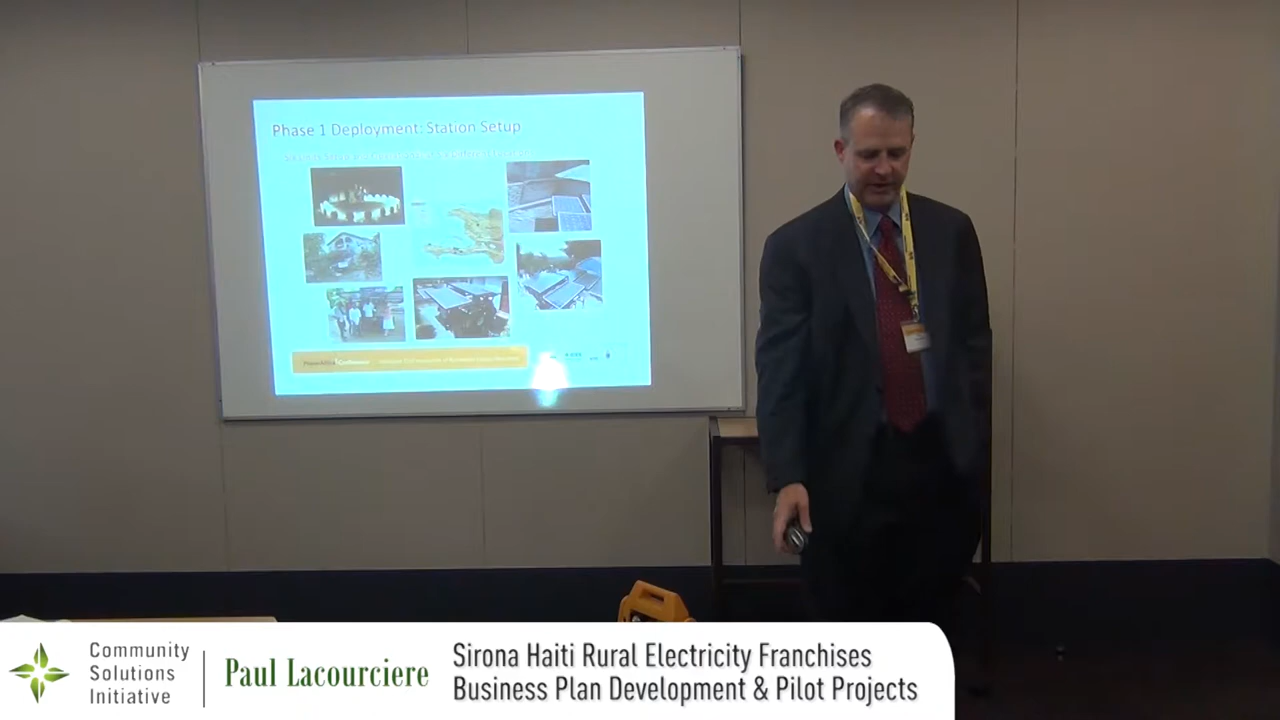 Phase 1 Deployment: Station Setup
Community
Solutions
Initiative
Paul Lacourciere
Sirona Haiti Rural Electricity Franchises
Business Plan Development & Pilot Projects